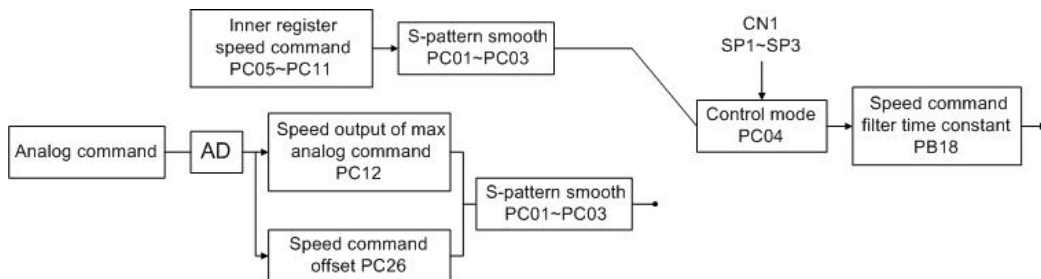 Inner register
speed command
PC05~PC11
S-pattern smooth
PC01~PC03
CN1
SP1~SP3
Control mode
PC04
Speed command
filter time constant
PB18
Analog command
AD
Speed output of max
analog command
PC12
S-pattern smooth
PC01~PC03
Speed command
offset PC26